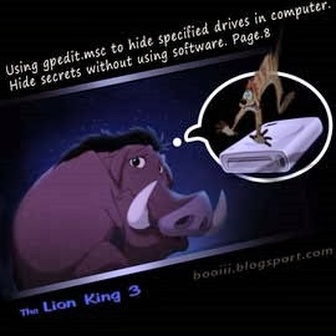 Using gpedit.msc to hide specified drives in computer.
Hide secrets without using software. Page.8
The Lion King 3
booiii.blogsport.com